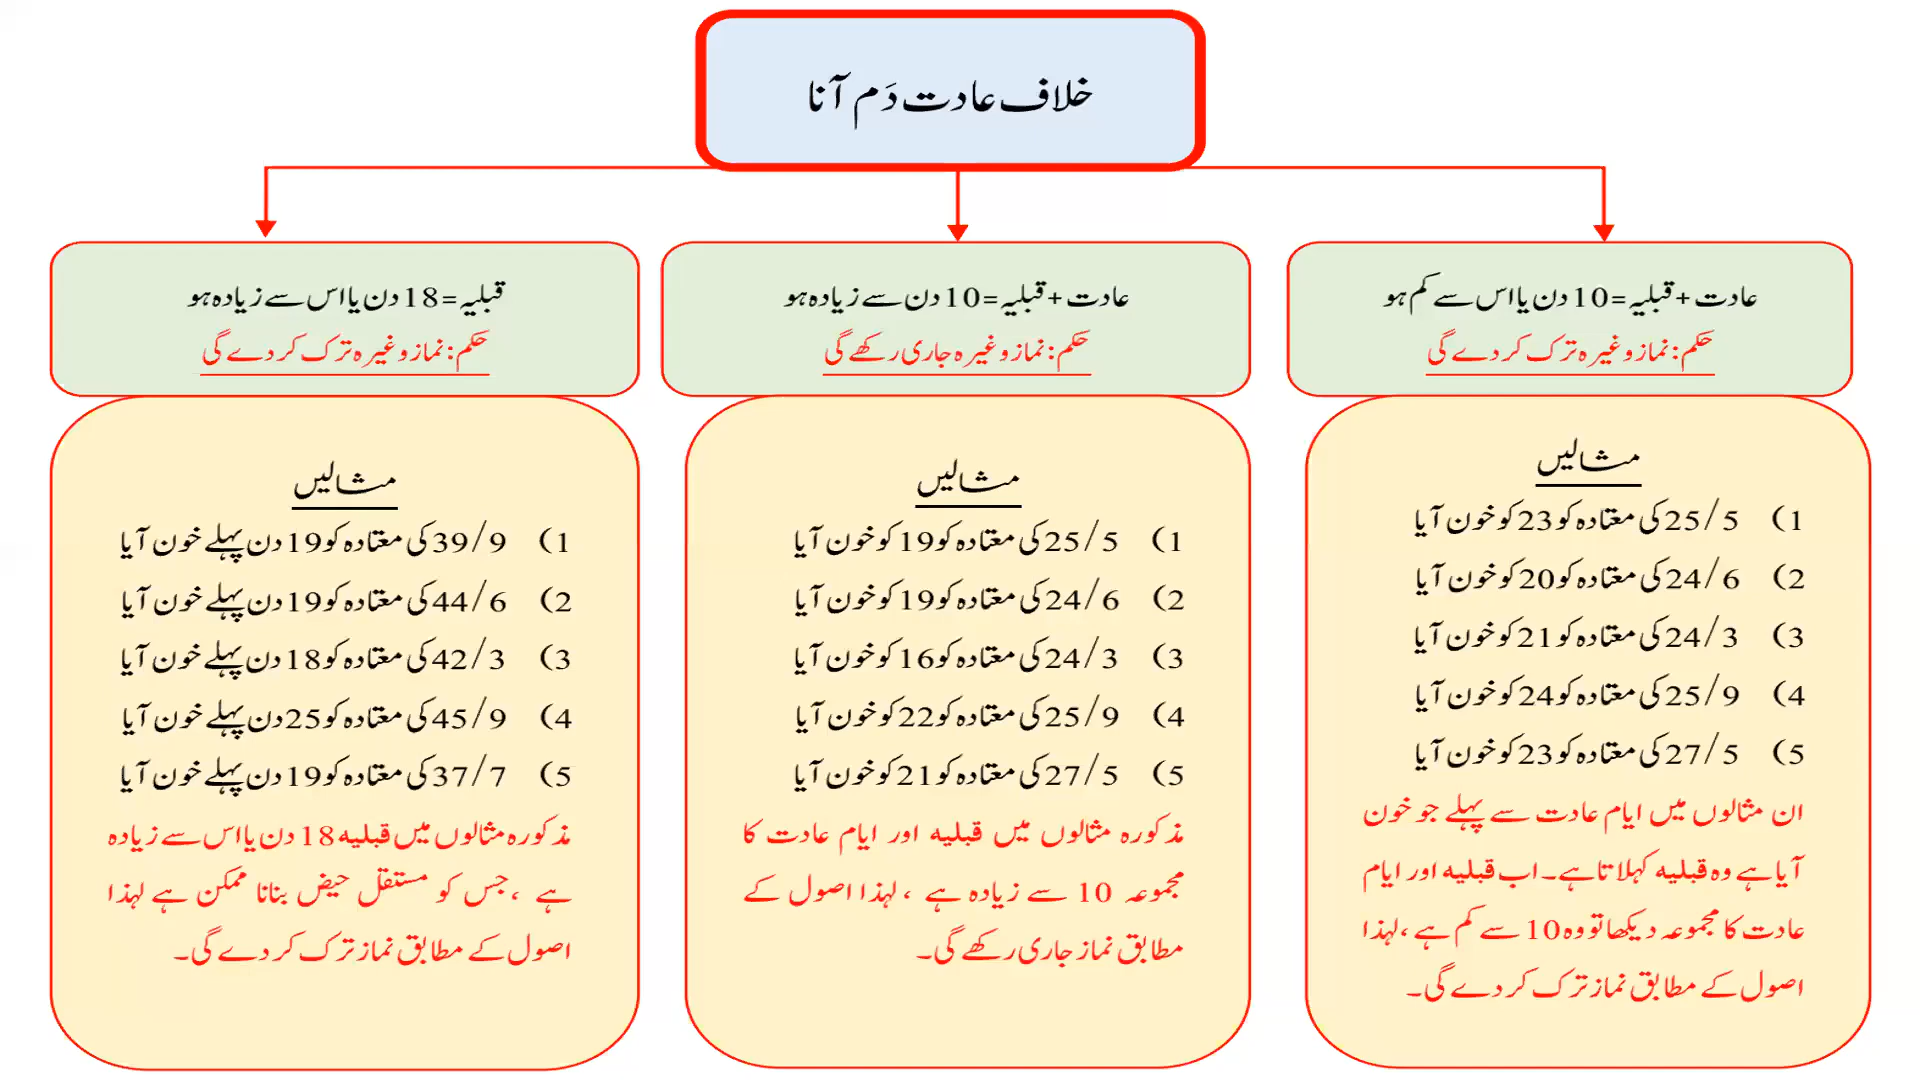 خلاف عادت دَم آنا
عادت + قبلیہ = 10 دن یا اس سے کم ہو
حکم: نماز وغیرہ ترک کر دے گی
مثالیں
1) 25/5 کی معتادہ کو 23 کو خون آیا
2) 24/6 کی معتادہ کو 20 کو خون آیا
3) 24/3 کی معتادہ کو 21 کو خون آیا
4) 25/9 کی معتادہ کو 24 کو خون آیا
5) 27/5 کی معتادہ کو 23 کو خون آیا
ان مثالوں میں ایام عادت سے پہلے جو خون
آیا ہے وہ قبلیہ کہلاتا ہے۔ اب قبلیہ اور ایام
عادت کا مجموعہ دیکھا تو وہ 10 سے کم ہے، لہذا
اصول کے مطابق نماز ترک کر دے گی۔
عادت + قبلیہ = 10 دن سے زیادہ ہو
حکم: نماز وغیرہ جاری رکھے گی
مثالیں
1) 25/5 کی معتادہ کو 19 کو خون آیا
2) 24/6 کی معتادہ کو 19 کو خون آیا
3) 24/3 کی معتادہ کو 16 کو خون آیا
4) 25/9 کی معتادہ کو 22 کو خون آیا
5) 27/5 کی معتادہ کو 21 کو خون آیا
مذکورہ مثالوں میں قبلیہ اور ایام عادت کا
مجموعہ 10 سے زیادہ ہے، لہذا اصول کے
مطابق نماز جاری رکھے گی۔
قبلیہ = 18 دن یا اس سے زیادہ ہو
حکم: نماز وغیرہ ترک کر دے گی
مثالیں
1) 39/9 کی معتادہ کو 19 دن پہلے خون آیا
2) 44/6 کی معتادہ کو 19 دن پہلے خون آیا
3) 42/3 کی معتادہ کو 18 دن پہلے خون آیا
4) 45/9 کی معتادہ کو 25 دن پہلے خون آیا
5) 37/7 کی معتادہ کو 19 دن پہلے خون آیا
مذکورہ مثالوں میں قبلیہ 18 دن یا اس سے زیادہ
ہے، جس کو مستقل حیض بنانا ممکن ہے لہذا
اصول کے مطابق نماز ترک کر دے گی۔